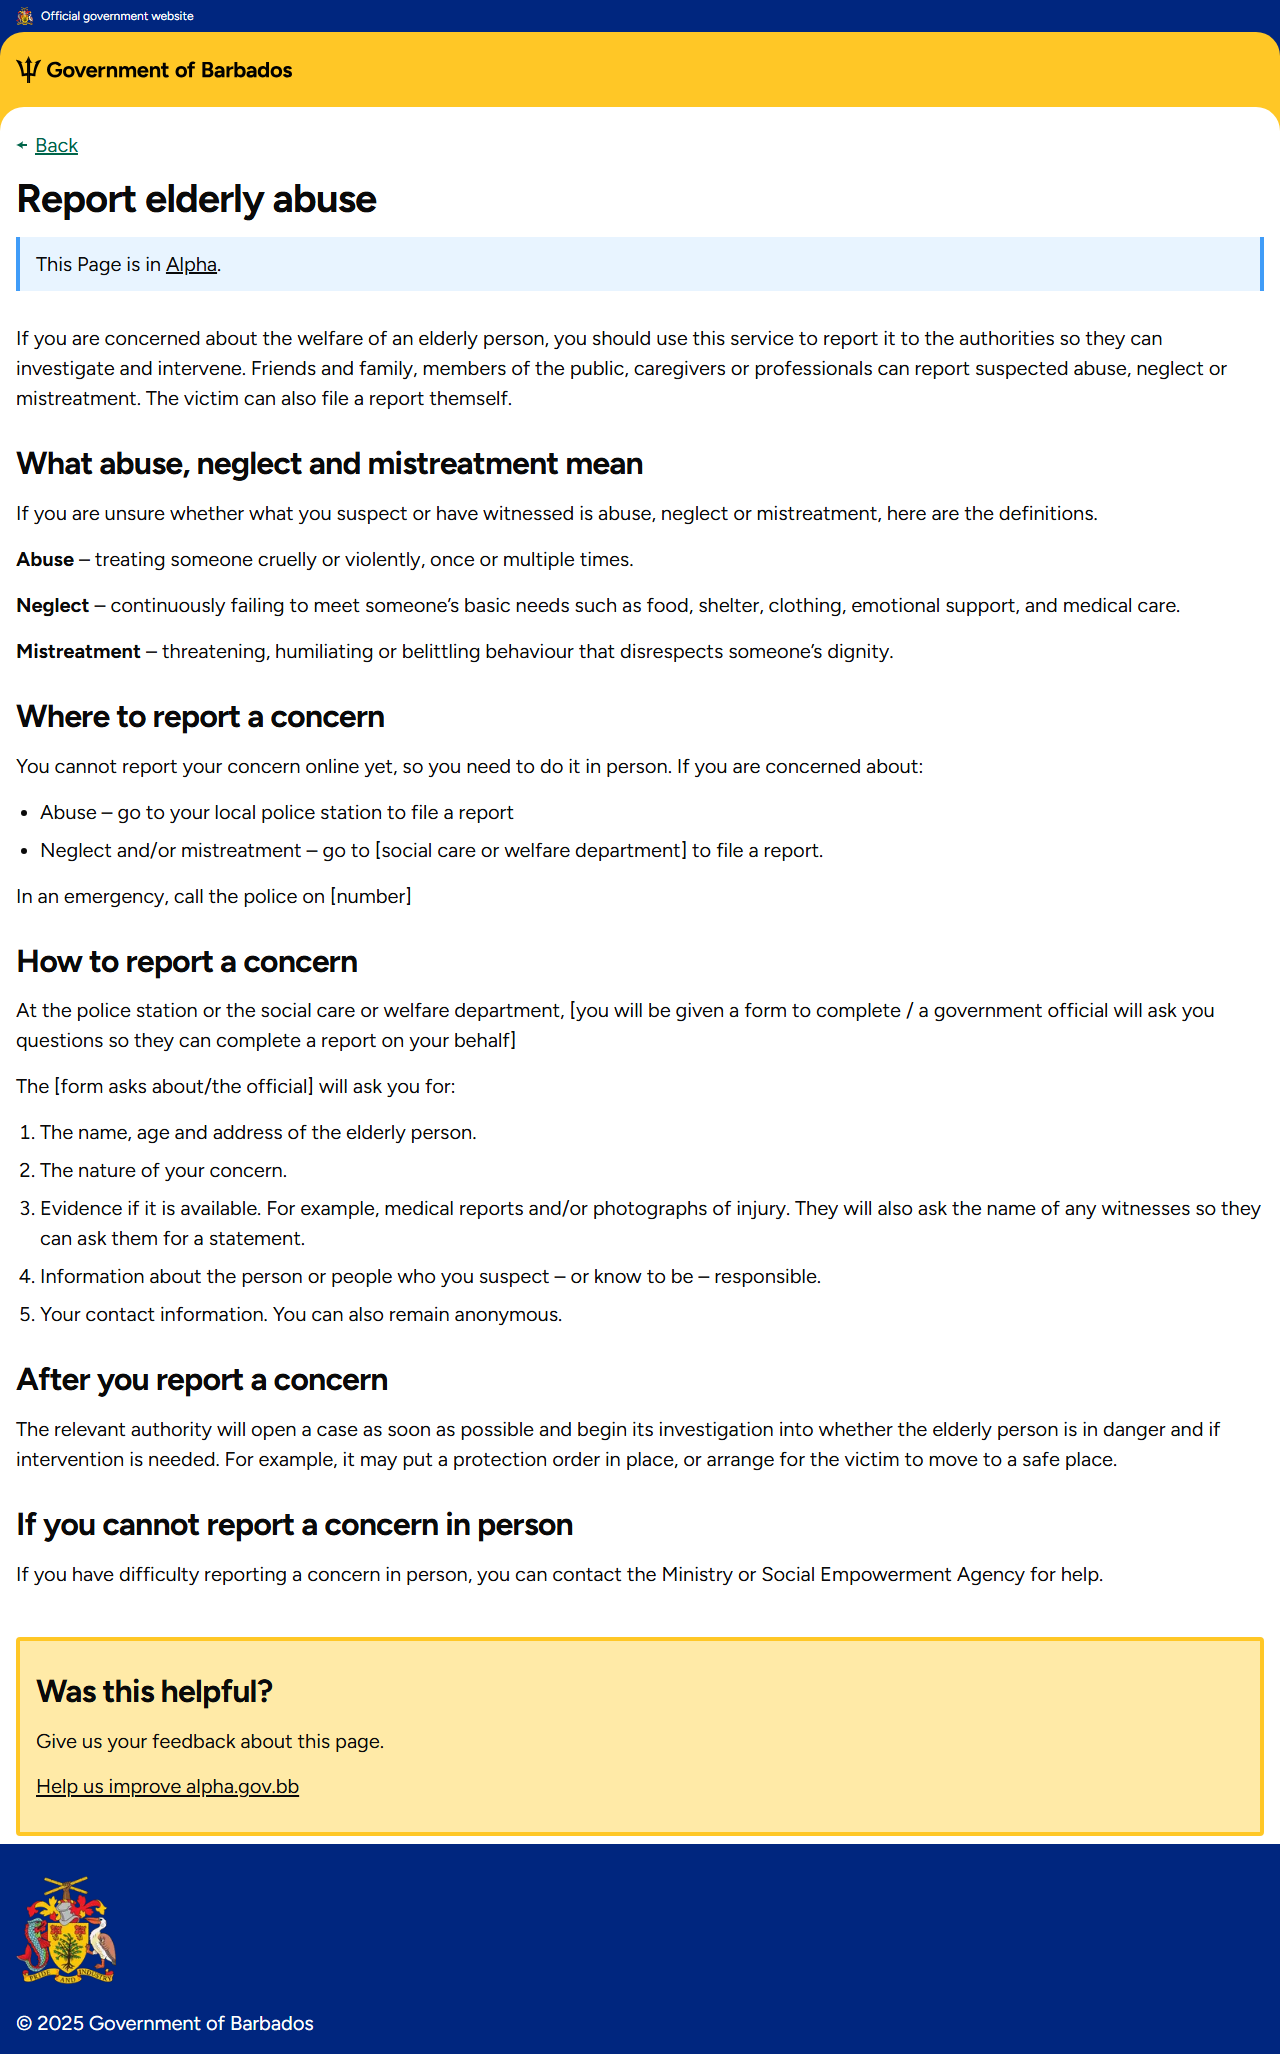 Official government website
Government of Barbados
Back
Report elderly abuse
This Page is in Alpha.
If you are concerned about the welfare of an elderly person, you should use this service to report it to the authorities so they can
investigate and intervene. Friends and family, members of the public, caregivers or professionals can report suspected abuse, neglect or
mistreatment. The victim can also file a report themself.
What abuse, neglect and mistreatment mean
If you are unsure whether what you suspect or have witnessed is abuse, neglect or mistreatment, here are the definitions.
Abuse – treating someone cruelly or violently, once or multiple times.
Neglect – continuously failing to meet someone’s basic needs such as food, shelter, clothing, emotional support, and medical care.
Mistreatment – threatening, humiliating or belittling behaviour that disrespects someone’s dignity.
Where to report a concern
You cannot report your concern online yet, so you need to do it in person. If you are concerned about:
• Abuse – go to your local police station to file a report
• Neglect and/or mistreatment – go to [social care or welfare department] to file a report.
In an emergency, call the police on [number]
How to report a concern
At the police station or the social care or welfare department, [you will be given a form to complete / a government official will ask you
questions so they can complete a report on your behalf]
The [form asks about/the official] will ask you for:
1. The name, age and address of the elderly person.
2. The nature of your concern.
3. Evidence if it is available. For example, medical reports and/or photographs of injury. They will also ask the name of any witnesses so they
can ask them for a statement.
4. Information about the person or people who you suspect – or know to be – responsible.
5. Your contact information. You can also remain anonymous.
After you report a concern
The relevant authority will open a case as soon as possible and begin its investigation into whether the elderly person is in danger and if
intervention is needed. For example, it may put a protection order in place, or arrange for the victim to move to a safe place.
If you cannot report a concern in person
If you have difficulty reporting a concern in person, you can contact the Ministry or Social Empowerment Agency for help.
Was this helpful?
Give us your feedback about this page.
Help us improve alpha.gov.bb
PRIDE AND INDUSTRY
© 2025 Government of Barbados